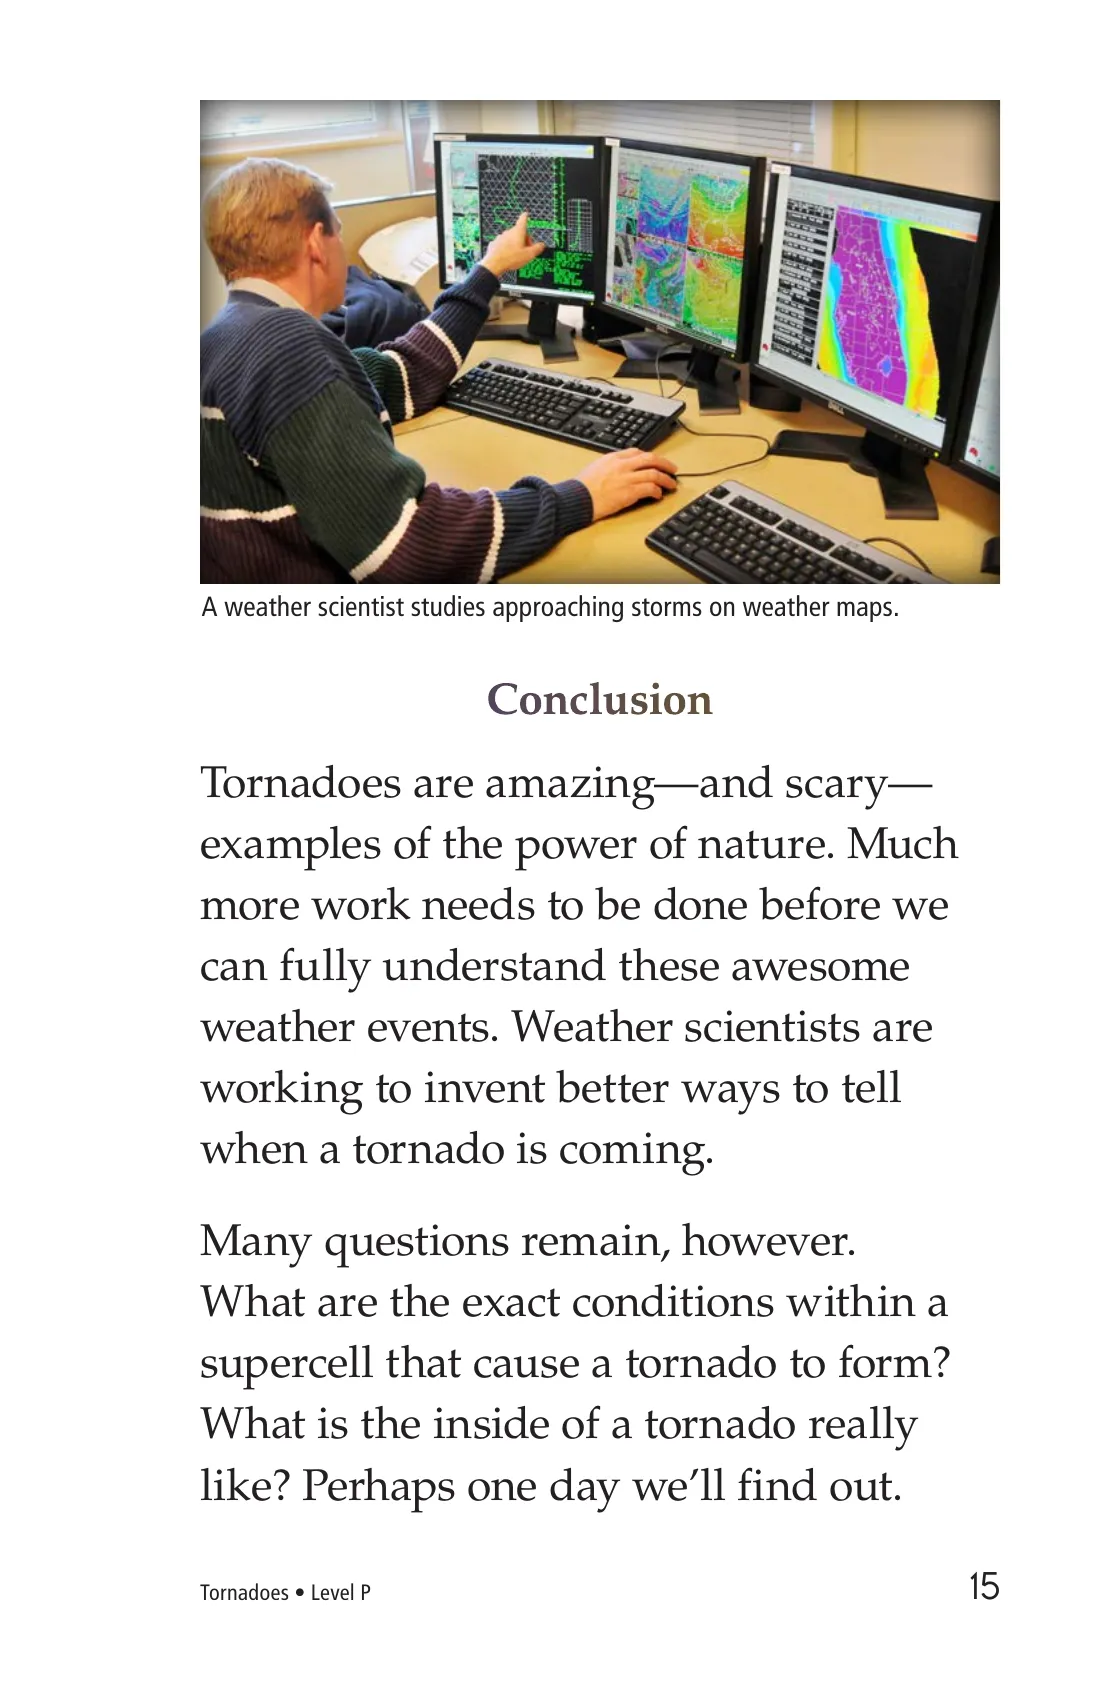 DELL
A weather scientist studies approaching storms on weather maps.
Conclusion
Tornadoes are amazing—and scary—
examples of the power of nature. Much
more work needs to be done before we
can fully understand these awesome
weather events. Weather scientists are
working to invent better ways to tell
when a tornado is coming.
Many questions remain, however.
What are the exact conditions within a
supercell that cause a tornado to form?
What is the inside of a tornado really
like? Perhaps one day we’ll find out.
Tornadoes • Level P
15